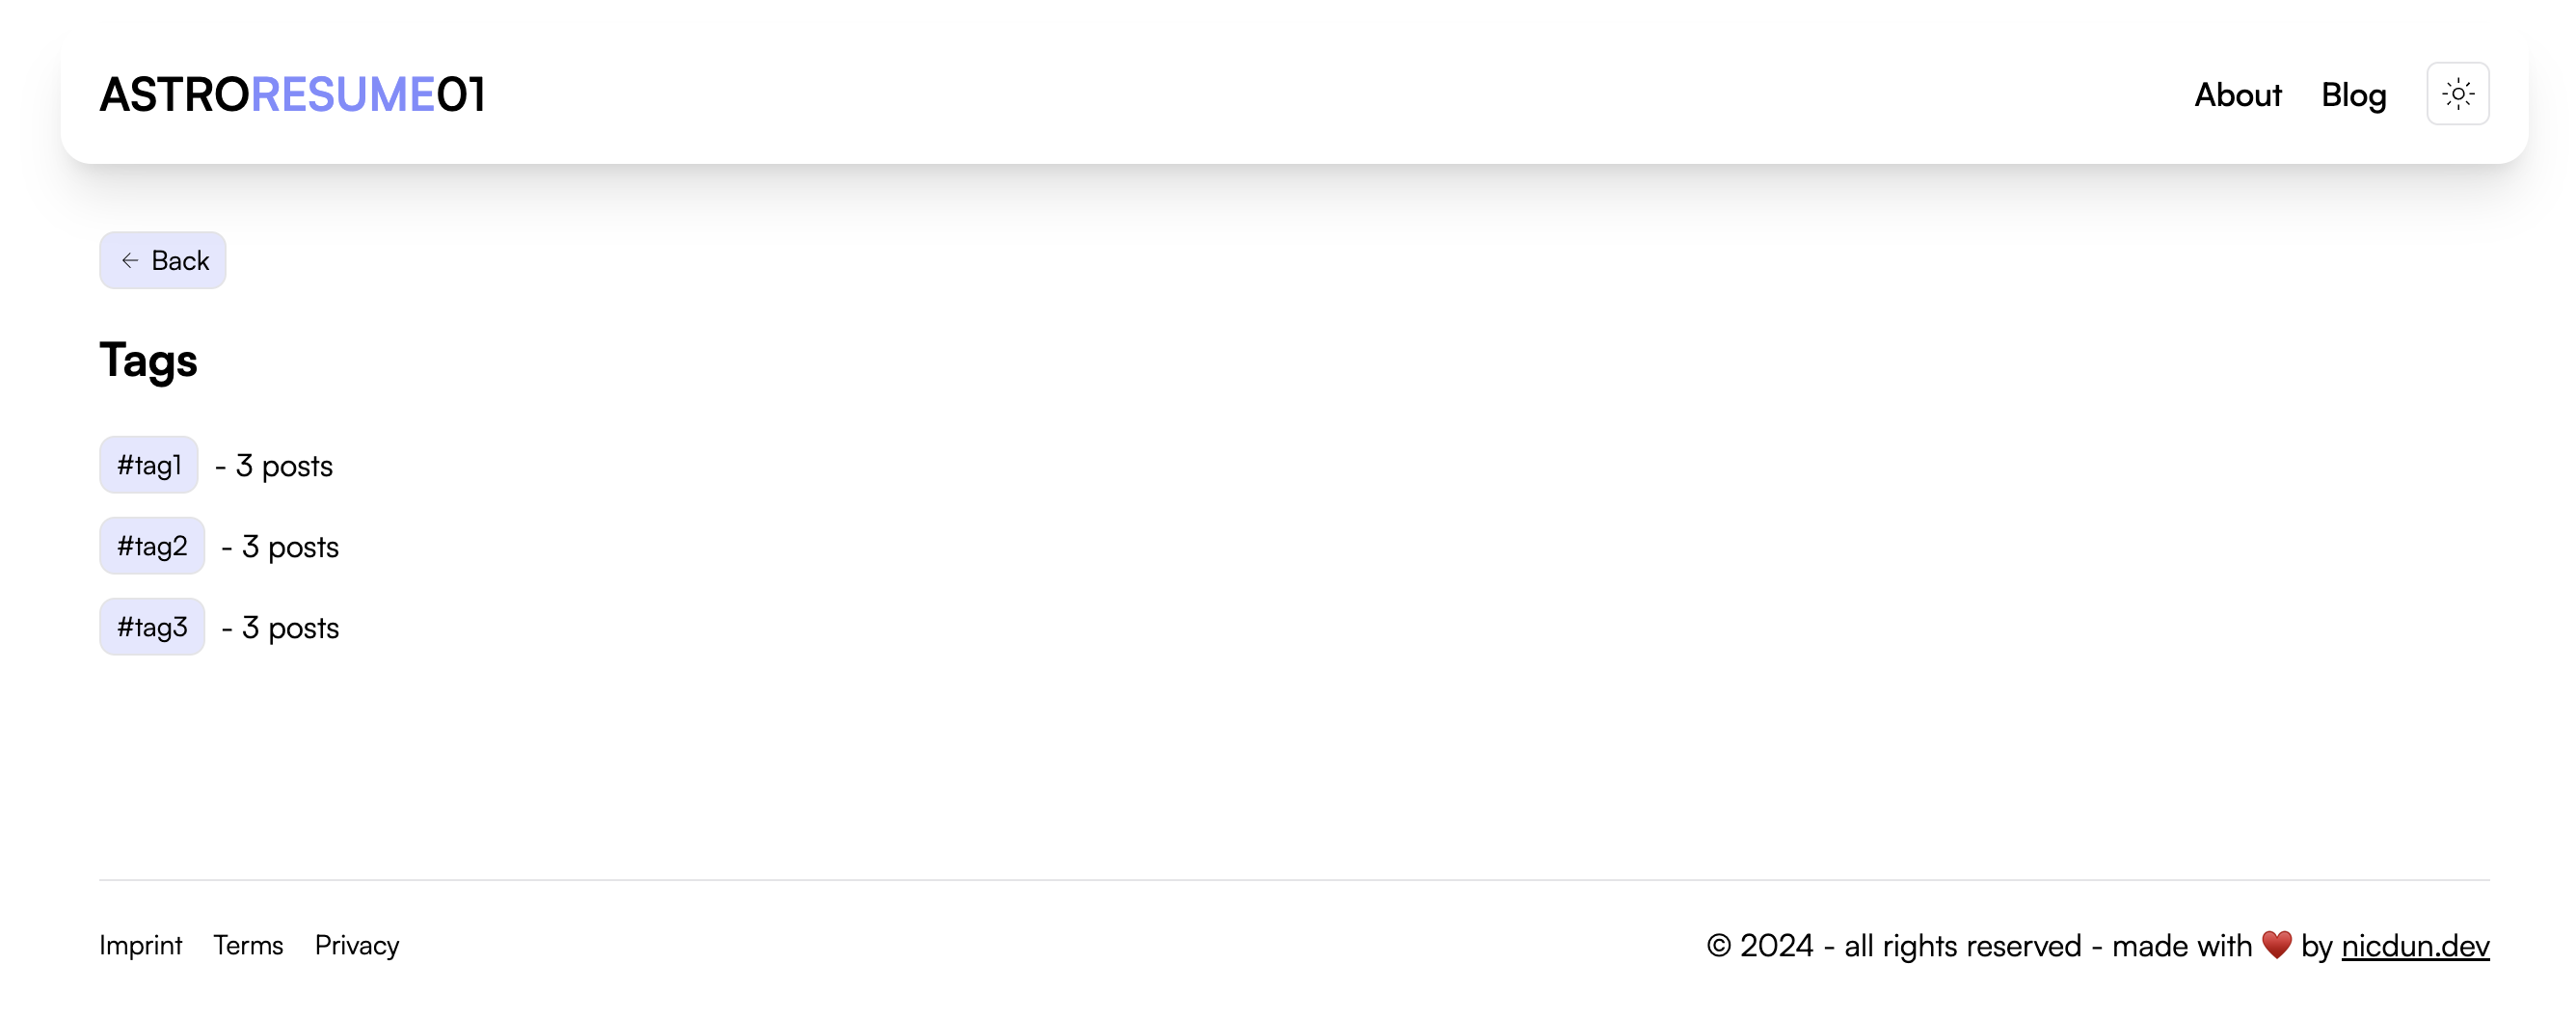 ASTRORESUME01
About Blog
← Back
Tags
#tag1 - 3 posts
#tag2 - 3 posts
#tag3 - 3 posts
Imprint Terms Privacy
© 2024 - all rights reserved - made with ❤️ by nicdun.dev